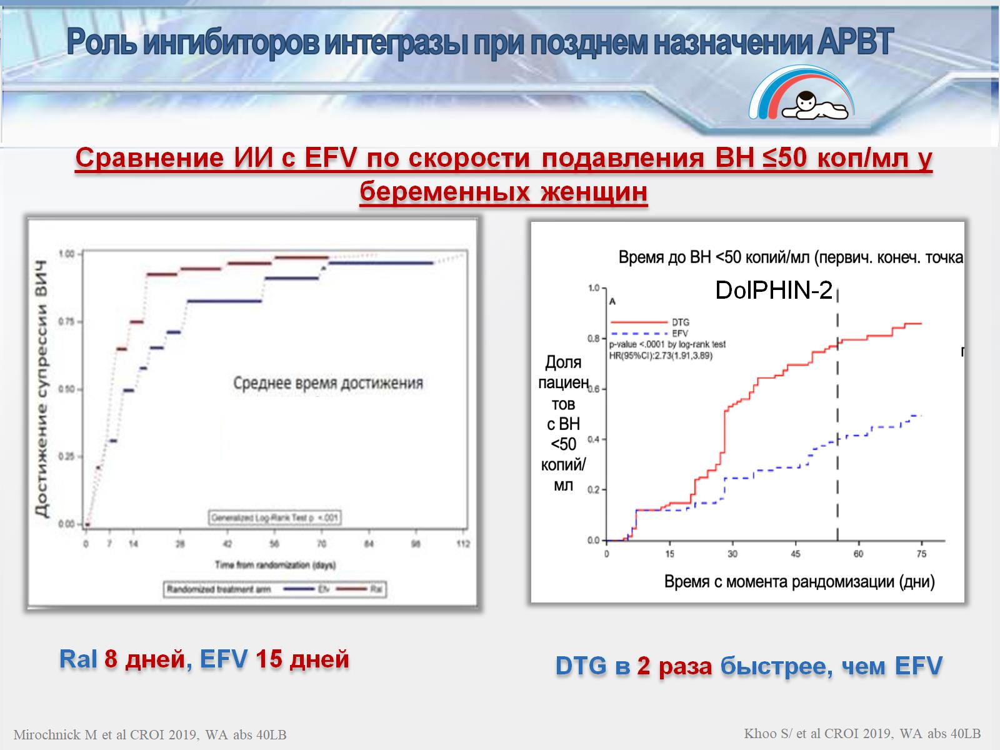 Роль ингибиторов интегразы при позднем назначении АРВТ
Сравнение ИИ с EFV по скорости подавления ВН ≤50 коп/мл у
беременных женщин
Достижение супрессии ВИЧ
1.00
0.75
0.50
0.25
0.00
Среднее время достижения
Generalized Log-Rank Test p <.001
0 7 14 28 42 56 70 84 98 112
Time from randomization (days)
Randomized treatment arm Efv Ral
Время до ВН <50 копий/мл (первич. конеч. точка
DolPHIN-2
A
DTG
EFV
p-value <.0001 by log-rank test
HR(95%CI):2.73(1.91,3.89)
Доля
пациен
тов
с ВН
<50
копий/
мл
1.0
0.8
0.6
0.4
0.2
0.0
0 15 30 45 60 75
Время с момента рандомизации (дни)
Ral 8 дней, EFV 15 дней
DTG в 2 раза быстрее, чем EFV
Mirochnick M et al CROI 2019, WA abs 40LB
Khoo S/ et al CROI 2019, WA abs 40LB